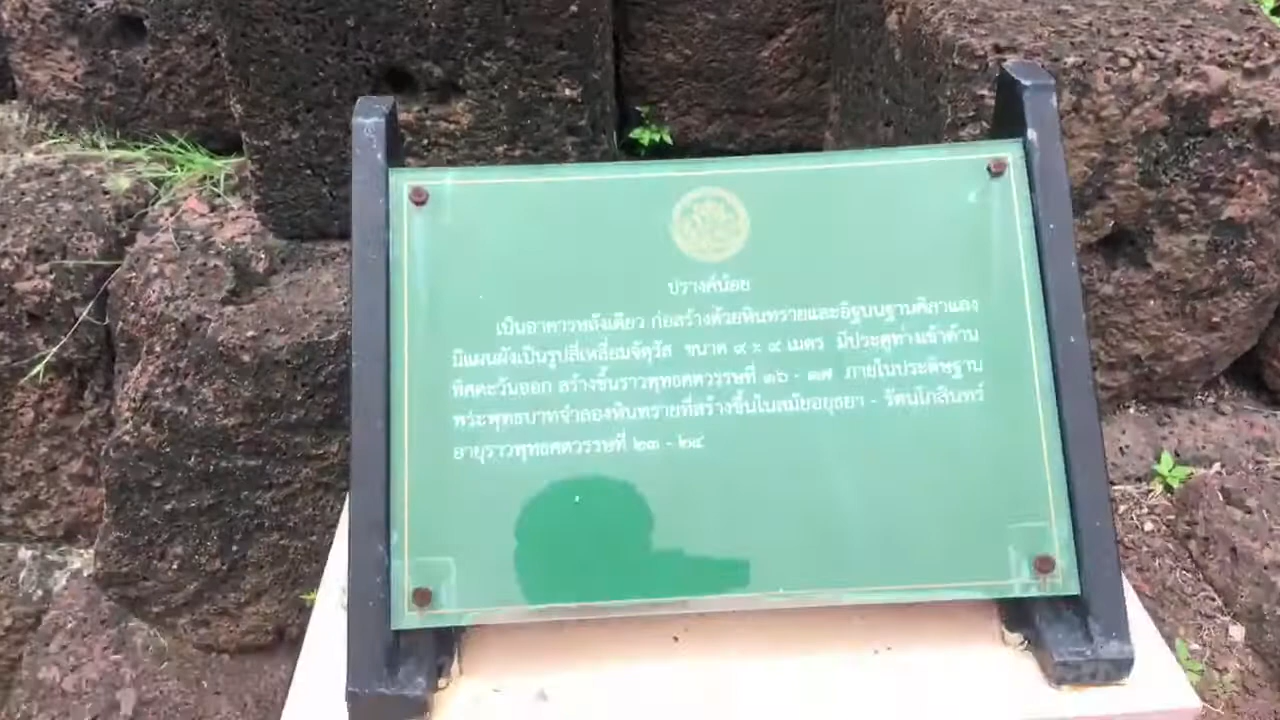 ปรางค์น้อย
เป็นอาคารหลังเดียว ก่อสร้างด้วยหินทรายและอิฐบนฐานศิลาแลง
มีแผนผังเป็นรูปสี่เหลี่ยมจัตุรัส ขนาด ๙ x ๙ เมตร มีประตูทางเข้าด้าน
ทิศตะวันออก สร้างขึ้นราวพุทธศตวรรษที่ ๑๖ - ๑๗ ภายในประดิษฐาน
พระพุทธบาทจำลองหินทรายที่สร้างขึ้นในสมัยอยุธยา - รัตนโกสินทร์
อายุราวพุทธศตวรรษที่ ๒๓ - ๒๔